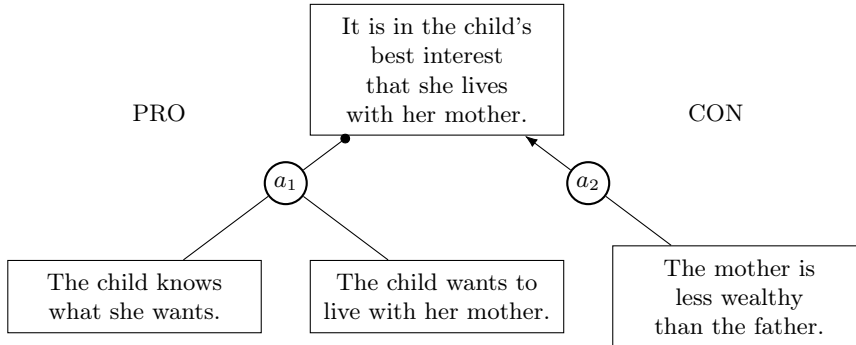 It is in the child's
best interest
that she lives
with her mother.
PRO
CON
a1
a2
The child knows
what she wants.
The child wants to
live with her mother.
The mother is
less wealthy
than the father.